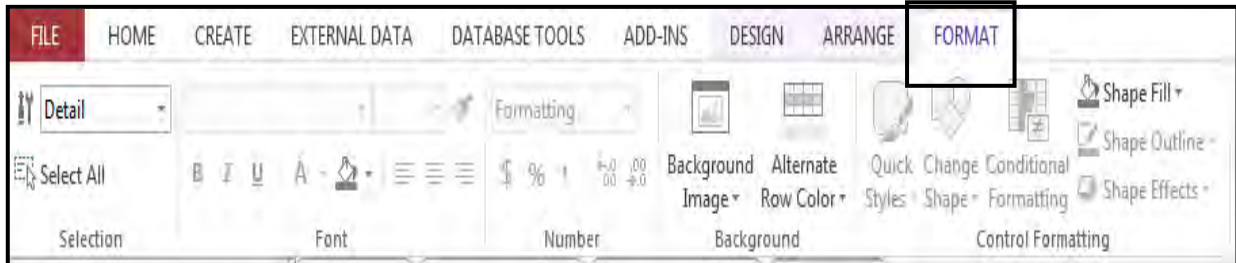 FILE HOME CREATE EXTERNAL DATA DATABASE TOOLS ADD-INS DESIGN ARRANGE FORMAT
Detail
Select All
Selection
Formatting
B I U A
Font
$ % ,
.00 .00
Number
Background Image
Alternate Row Color
Background
Quick Styles
Change Shape
Conditional Formatting
Shape Fill
Shape Outline
Shape Effects
Control Formatting